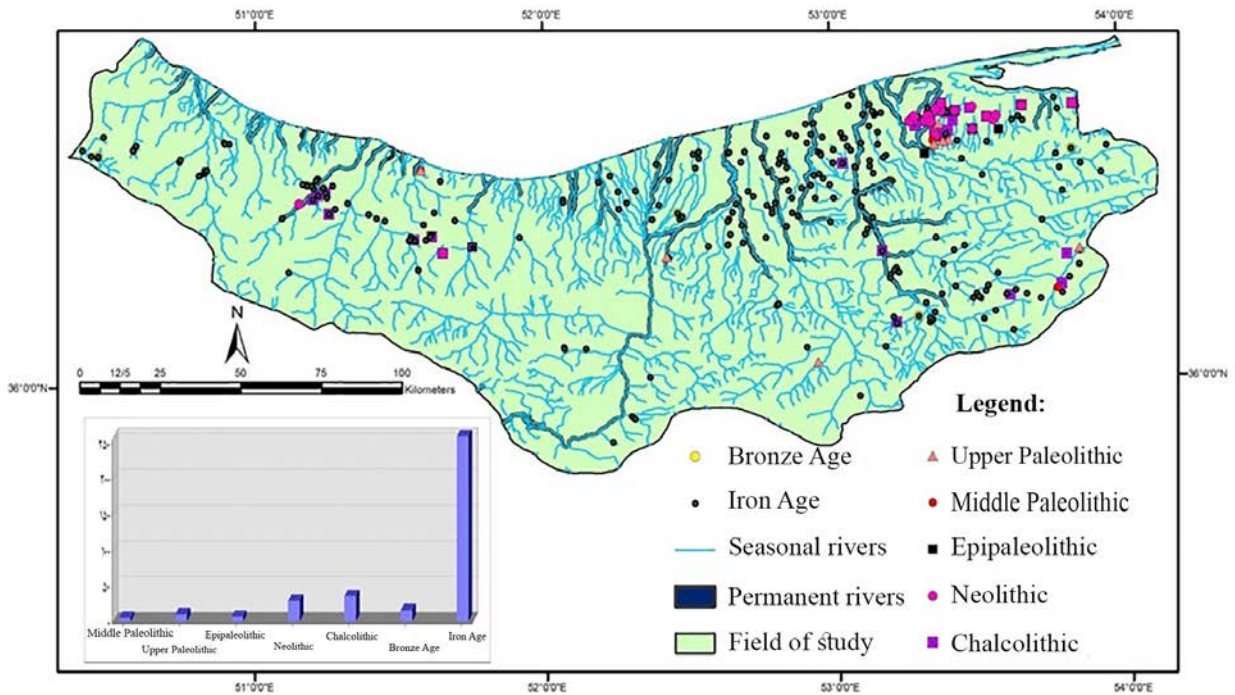 51°0'0"E
52°0'0"E
53°0'0"E
54°0'0"E
N
0 12/5 25 50 75 100
Kilometers
36°0'0"N
36°0'0"N
Legend:
Bronze Age
Iron Age
Seasonal rivers
Permanent rivers
Field of study
Upper Paleolithic
Middle Paleolithic
Epipaleolithic
Neolithic
Chalcolithic
Middle Paleolithic
Upper Paleolithic
Epipaleolithic
Neolithic
Chalcolithic
Bronze Age
Iron Age
51°0'0"E
52°0'0"E
53°0'0"E
54°0'0"E